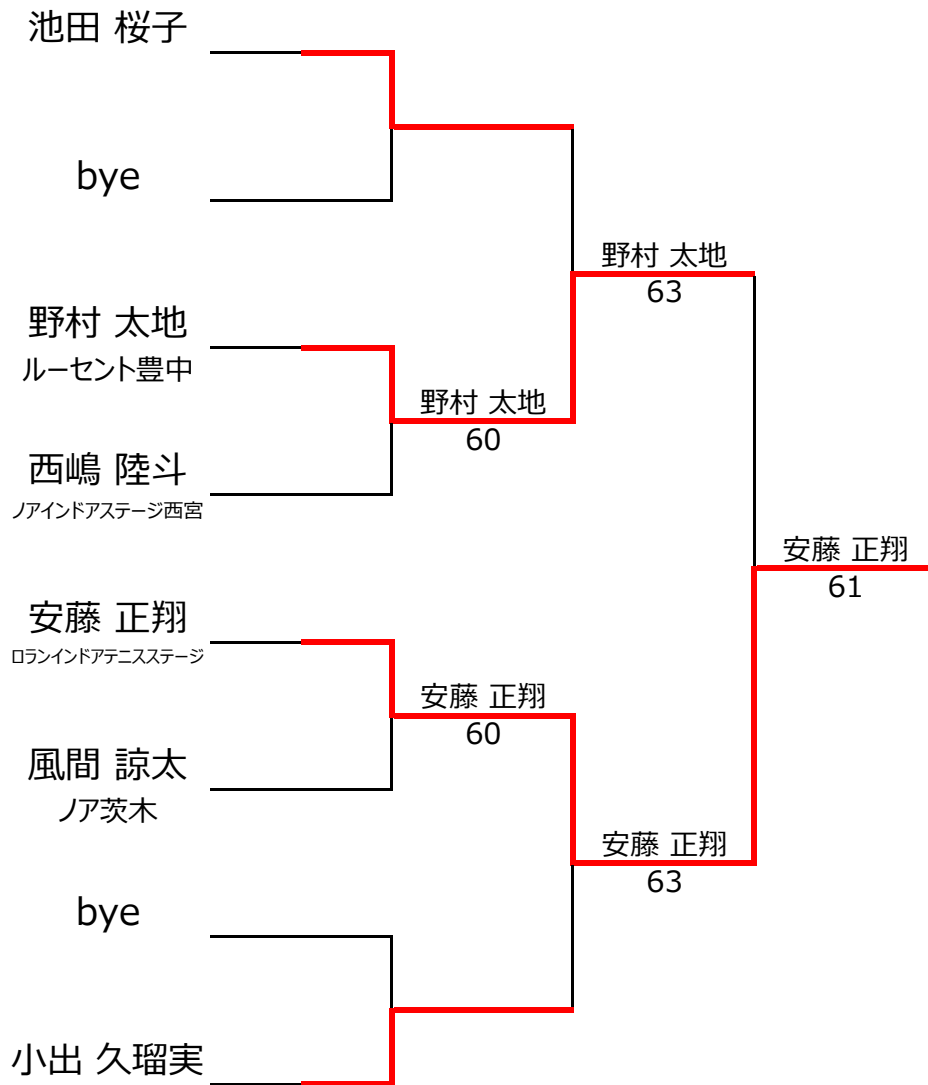 池田 桜子
bye
野村 太地
63
野村 太地
ルーセント豊中
野村 太地
60
西嶋 陸斗
ノアインドアステージ西宮
安藤 正翔
61
安藤 正翔
ロランインドアテニスステージ
安藤 正翔
60
風間 諒太
ノア茨木
安藤 正翔
63
bye
小出 久瑠実